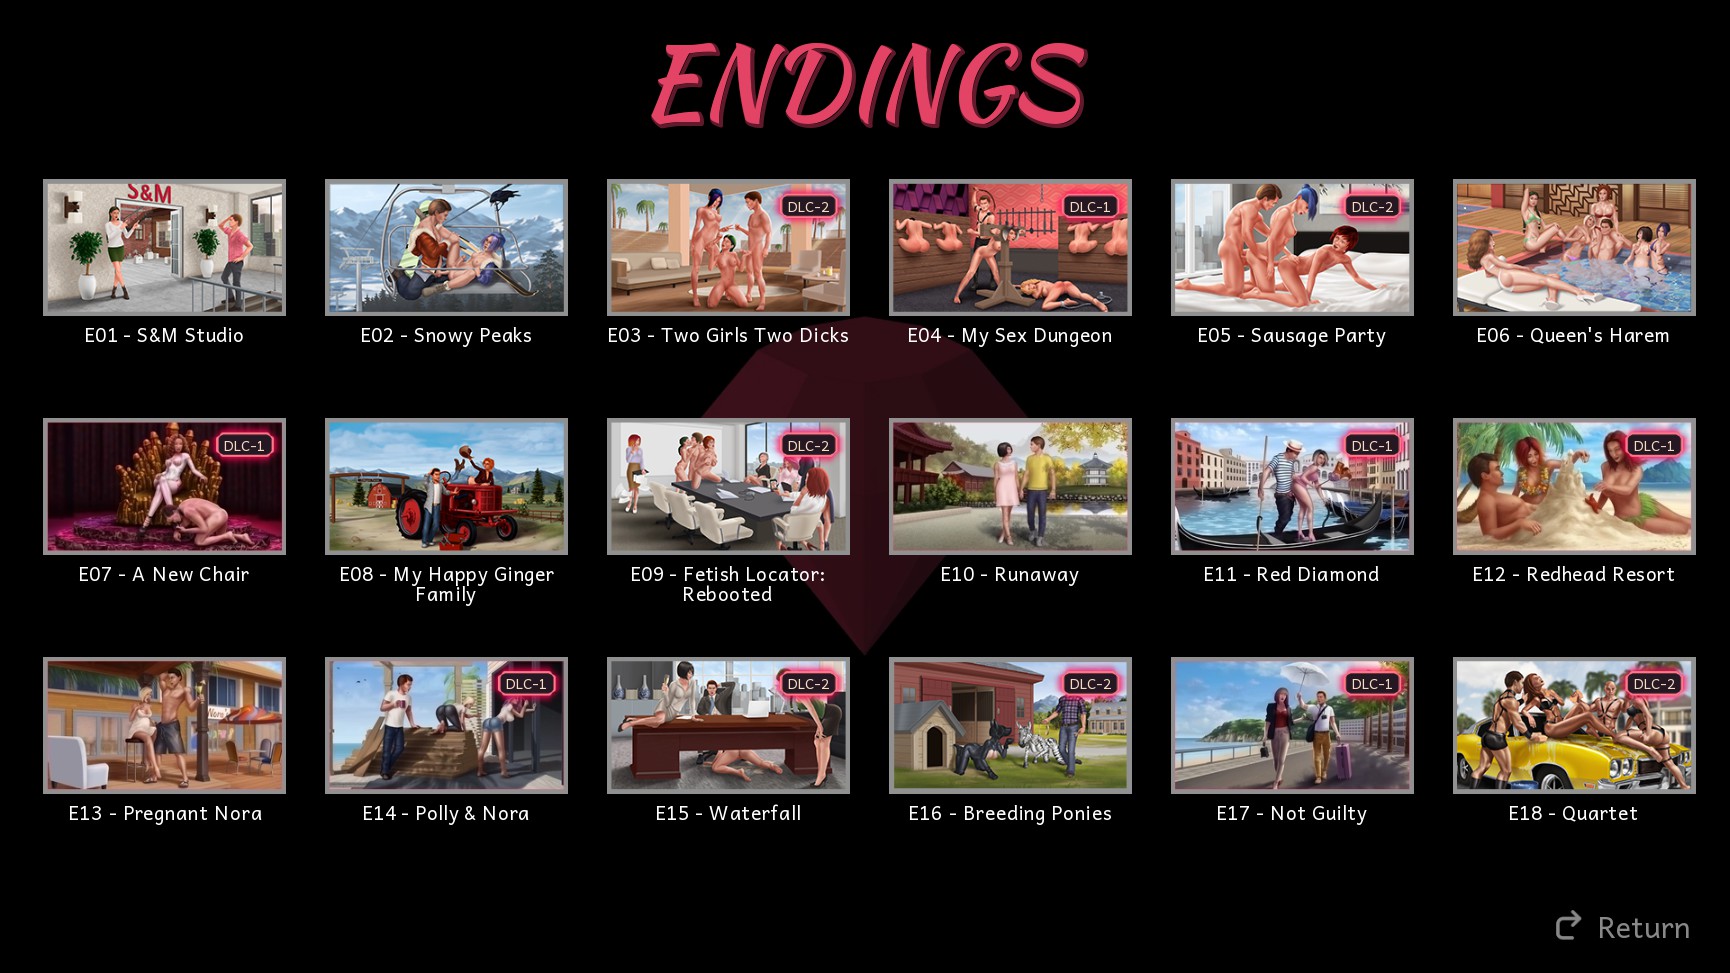 ENDINGS
S&M
DLC-2
DLC-1
DLC-2
E01 - S&M Studio
E02 - Snowy Peaks
E03 - Two Girls Two Dicks
E04 - My Sex Dungeon
E05 - Sausage Party
E06 - Queen's Harem
DLC-1
DLC-2
DLC-1
DLC-1
E07 - A New Chair
E08 - My Happy Ginger
Family
E09 - Fetish Locator:
Rebooted
E10 - Runaway
E11 - Red Diamond
E12 - Redhead Resort
DLC-1
DLC-2
DLC-2
DLC-1
DLC-2
E13 - Pregnant Nora
E14 - Polly & Nora
E15 - Waterfall
E16 - Breeding Ponies
E17 - Not Guilty
E18 - Quartet
Return